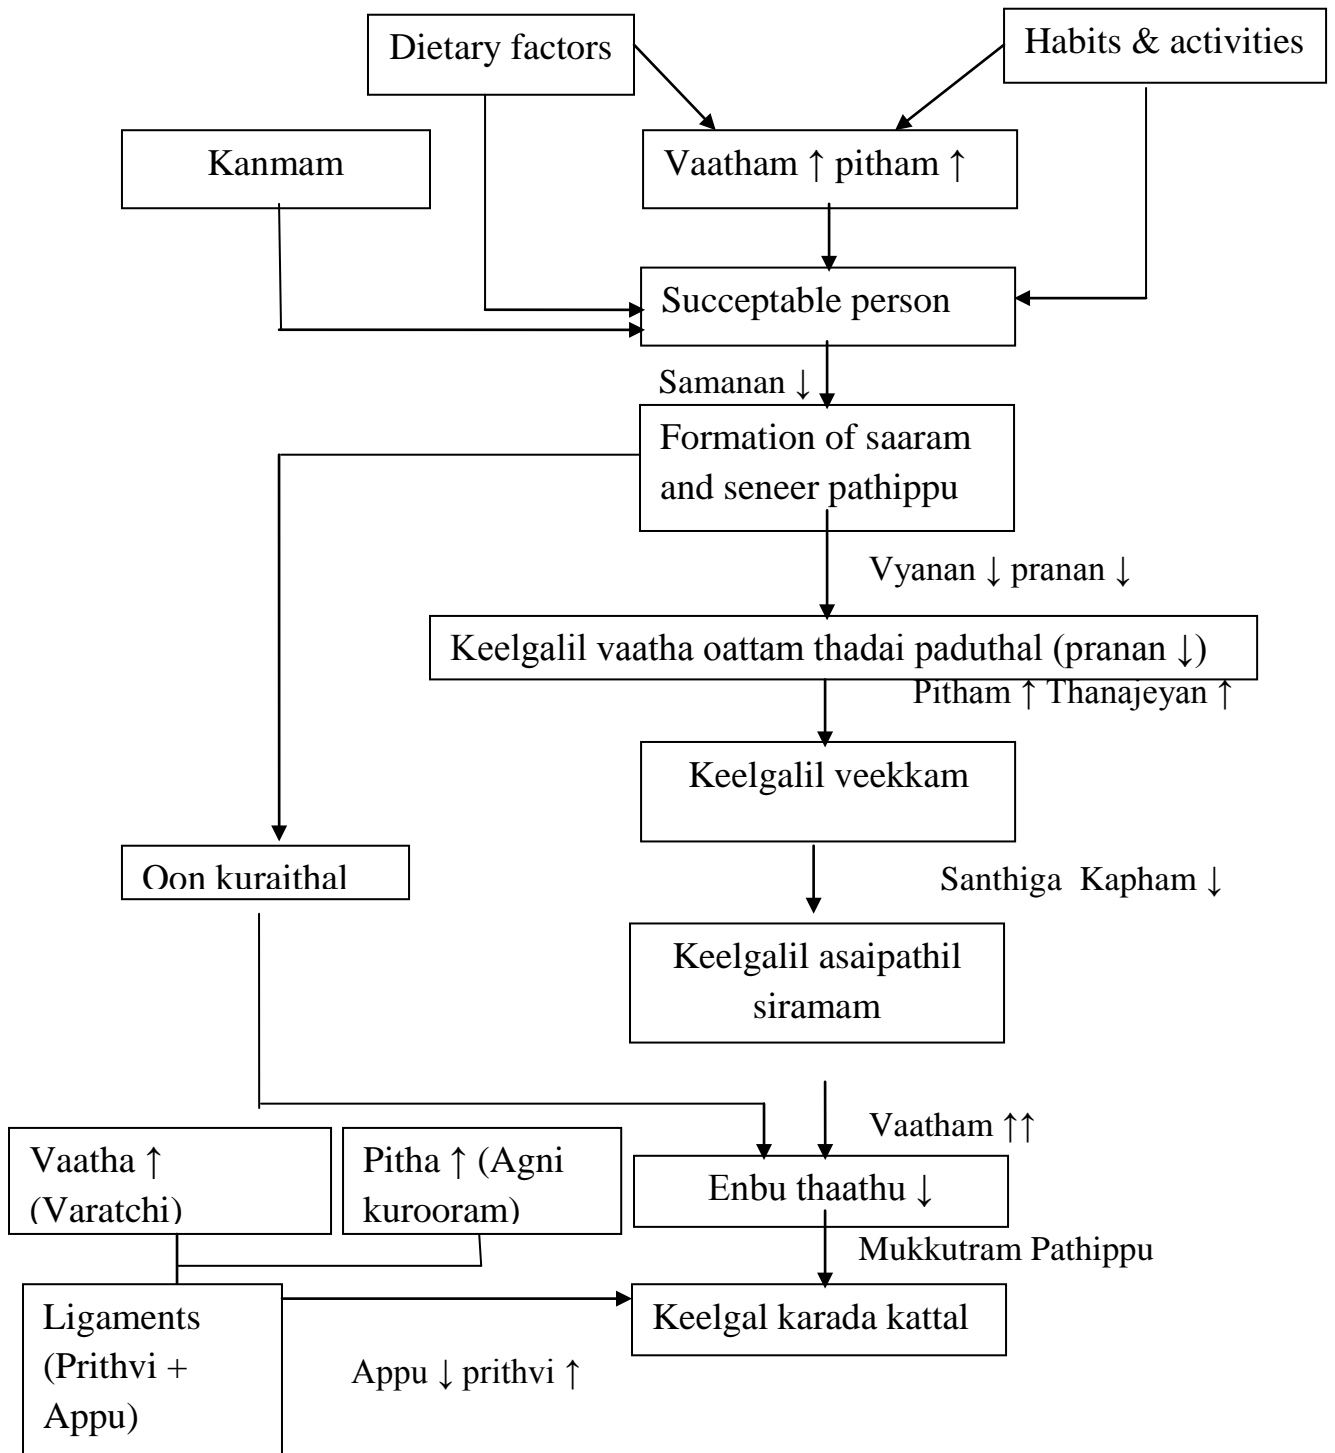 Dietary factors
Habits & activities
Kanmam
Vaatham ↑ pitham ↑
Succeptable person
Samanan ↓
Formation of saaram
and seneer pathippu
Vyanan ↓ pranan ↓
Keelgalil vaatha oattam thadai paduthal (pranan ↓)
Pitham ↑ Thanajeyan ↑
Keelgalil veekkam
Oon kuraithal
Santhiga Kapham ↓
Keelgalil asaipathil
siramam
Vaatham ↑↑
Vaatha ↑
(Varatchi)
Pitha ↑ (Agni
kurooram)
Enbu thaathu ↓
Mukkutram Pathippu
Ligaments
(Prithvi +
Appu)
Keelgal karada kattal
Appu ↓ prithvi ↑